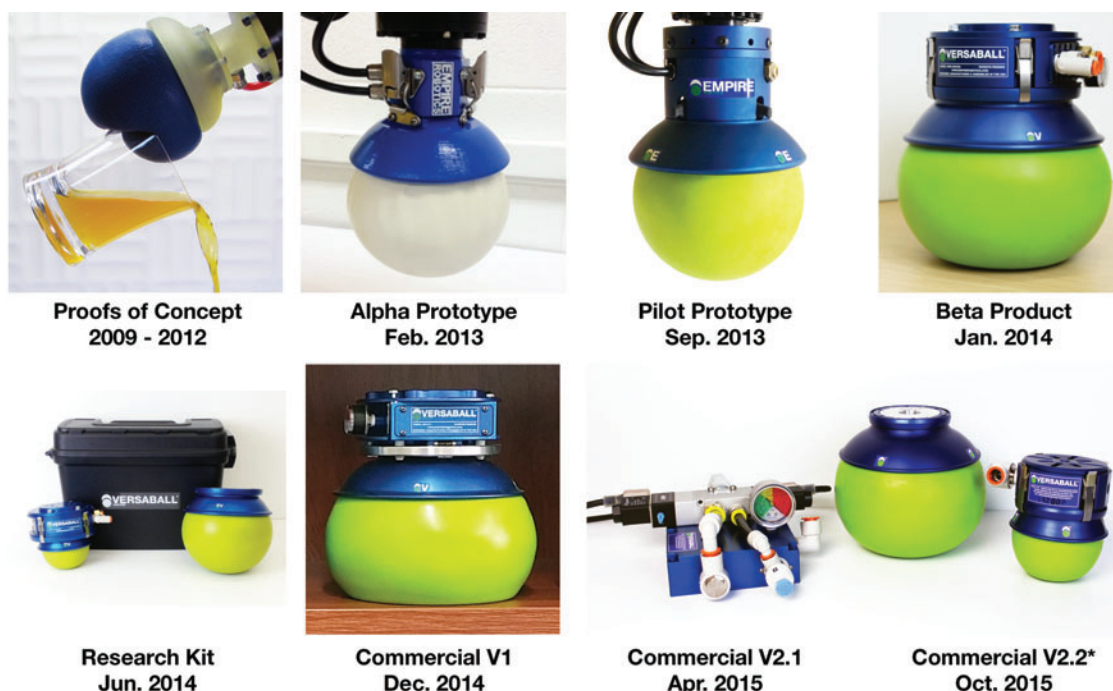 EMPIRE
ROBOTICS
EMPIRE
E
E
VERSABALL
V
Proofs of Concept
2009 - 2012
Alpha Prototype
Feb. 2013
Pilot Prototype
Sep. 2013
Beta Product
Jan. 2014
VERSABALL
VERSABALL
V
VERSABALL
V
VERSABALL
Research Kit
Jun. 2014
Commercial V1
Dec. 2014
Commercial V2.1
Apr. 2015
Commercial V2.2*
Oct. 2015